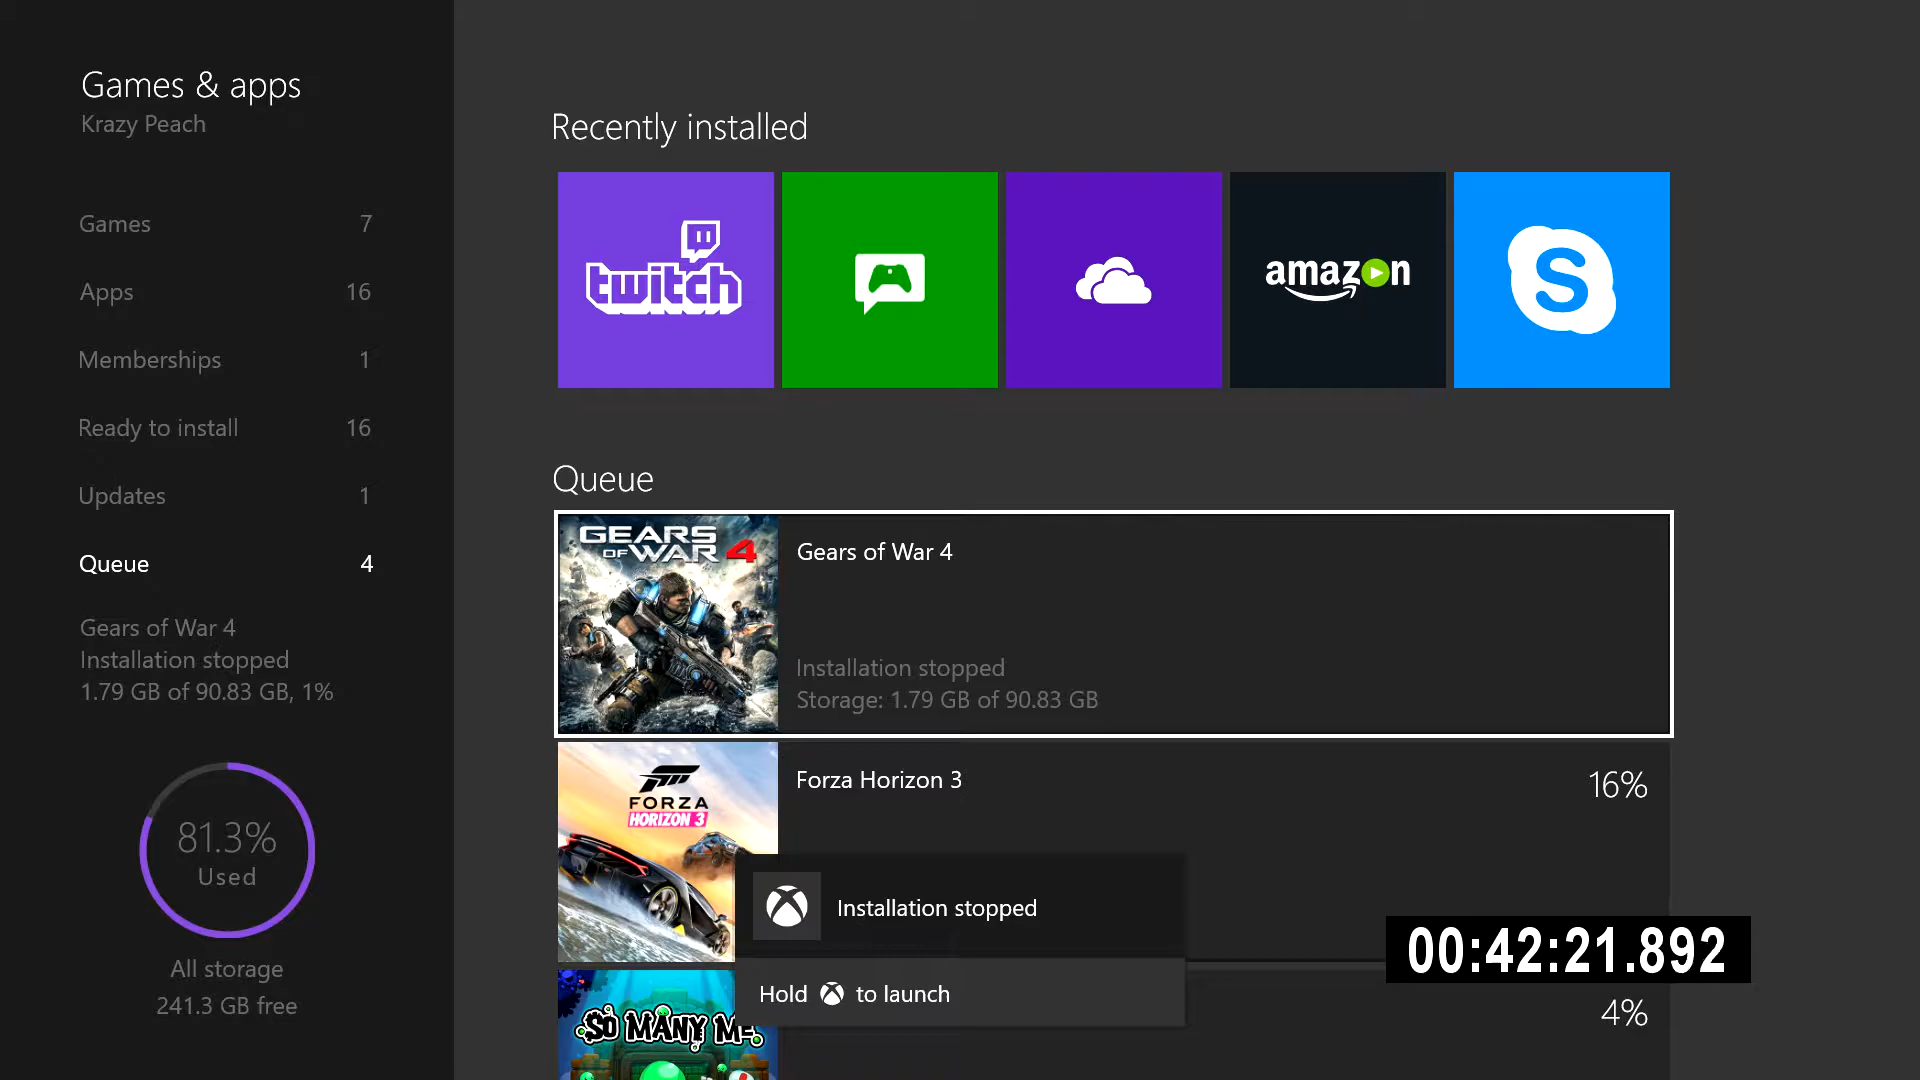 Games & apps
Krazy Peach
Games 7
Apps 16
Memberships 1
Ready to install 16
Updates 1
Queue 4
Gears of War 4
Installation stopped
1.79 GB of 90.83 GB, 1%
81.3%
Used
All storage
241.3 GB free
Recently installed
twitch
amazon
S
Queue
GEARS
OF WAR 4
Gears of War 4
Installation stopped
Storage: 1.79 GB of 90.83 GB
FORZA
HORIZON 3
Forza Horizon 3
16%
Installation stopped
Hold to launch
00:42:21.892
SO MANY ME
4%